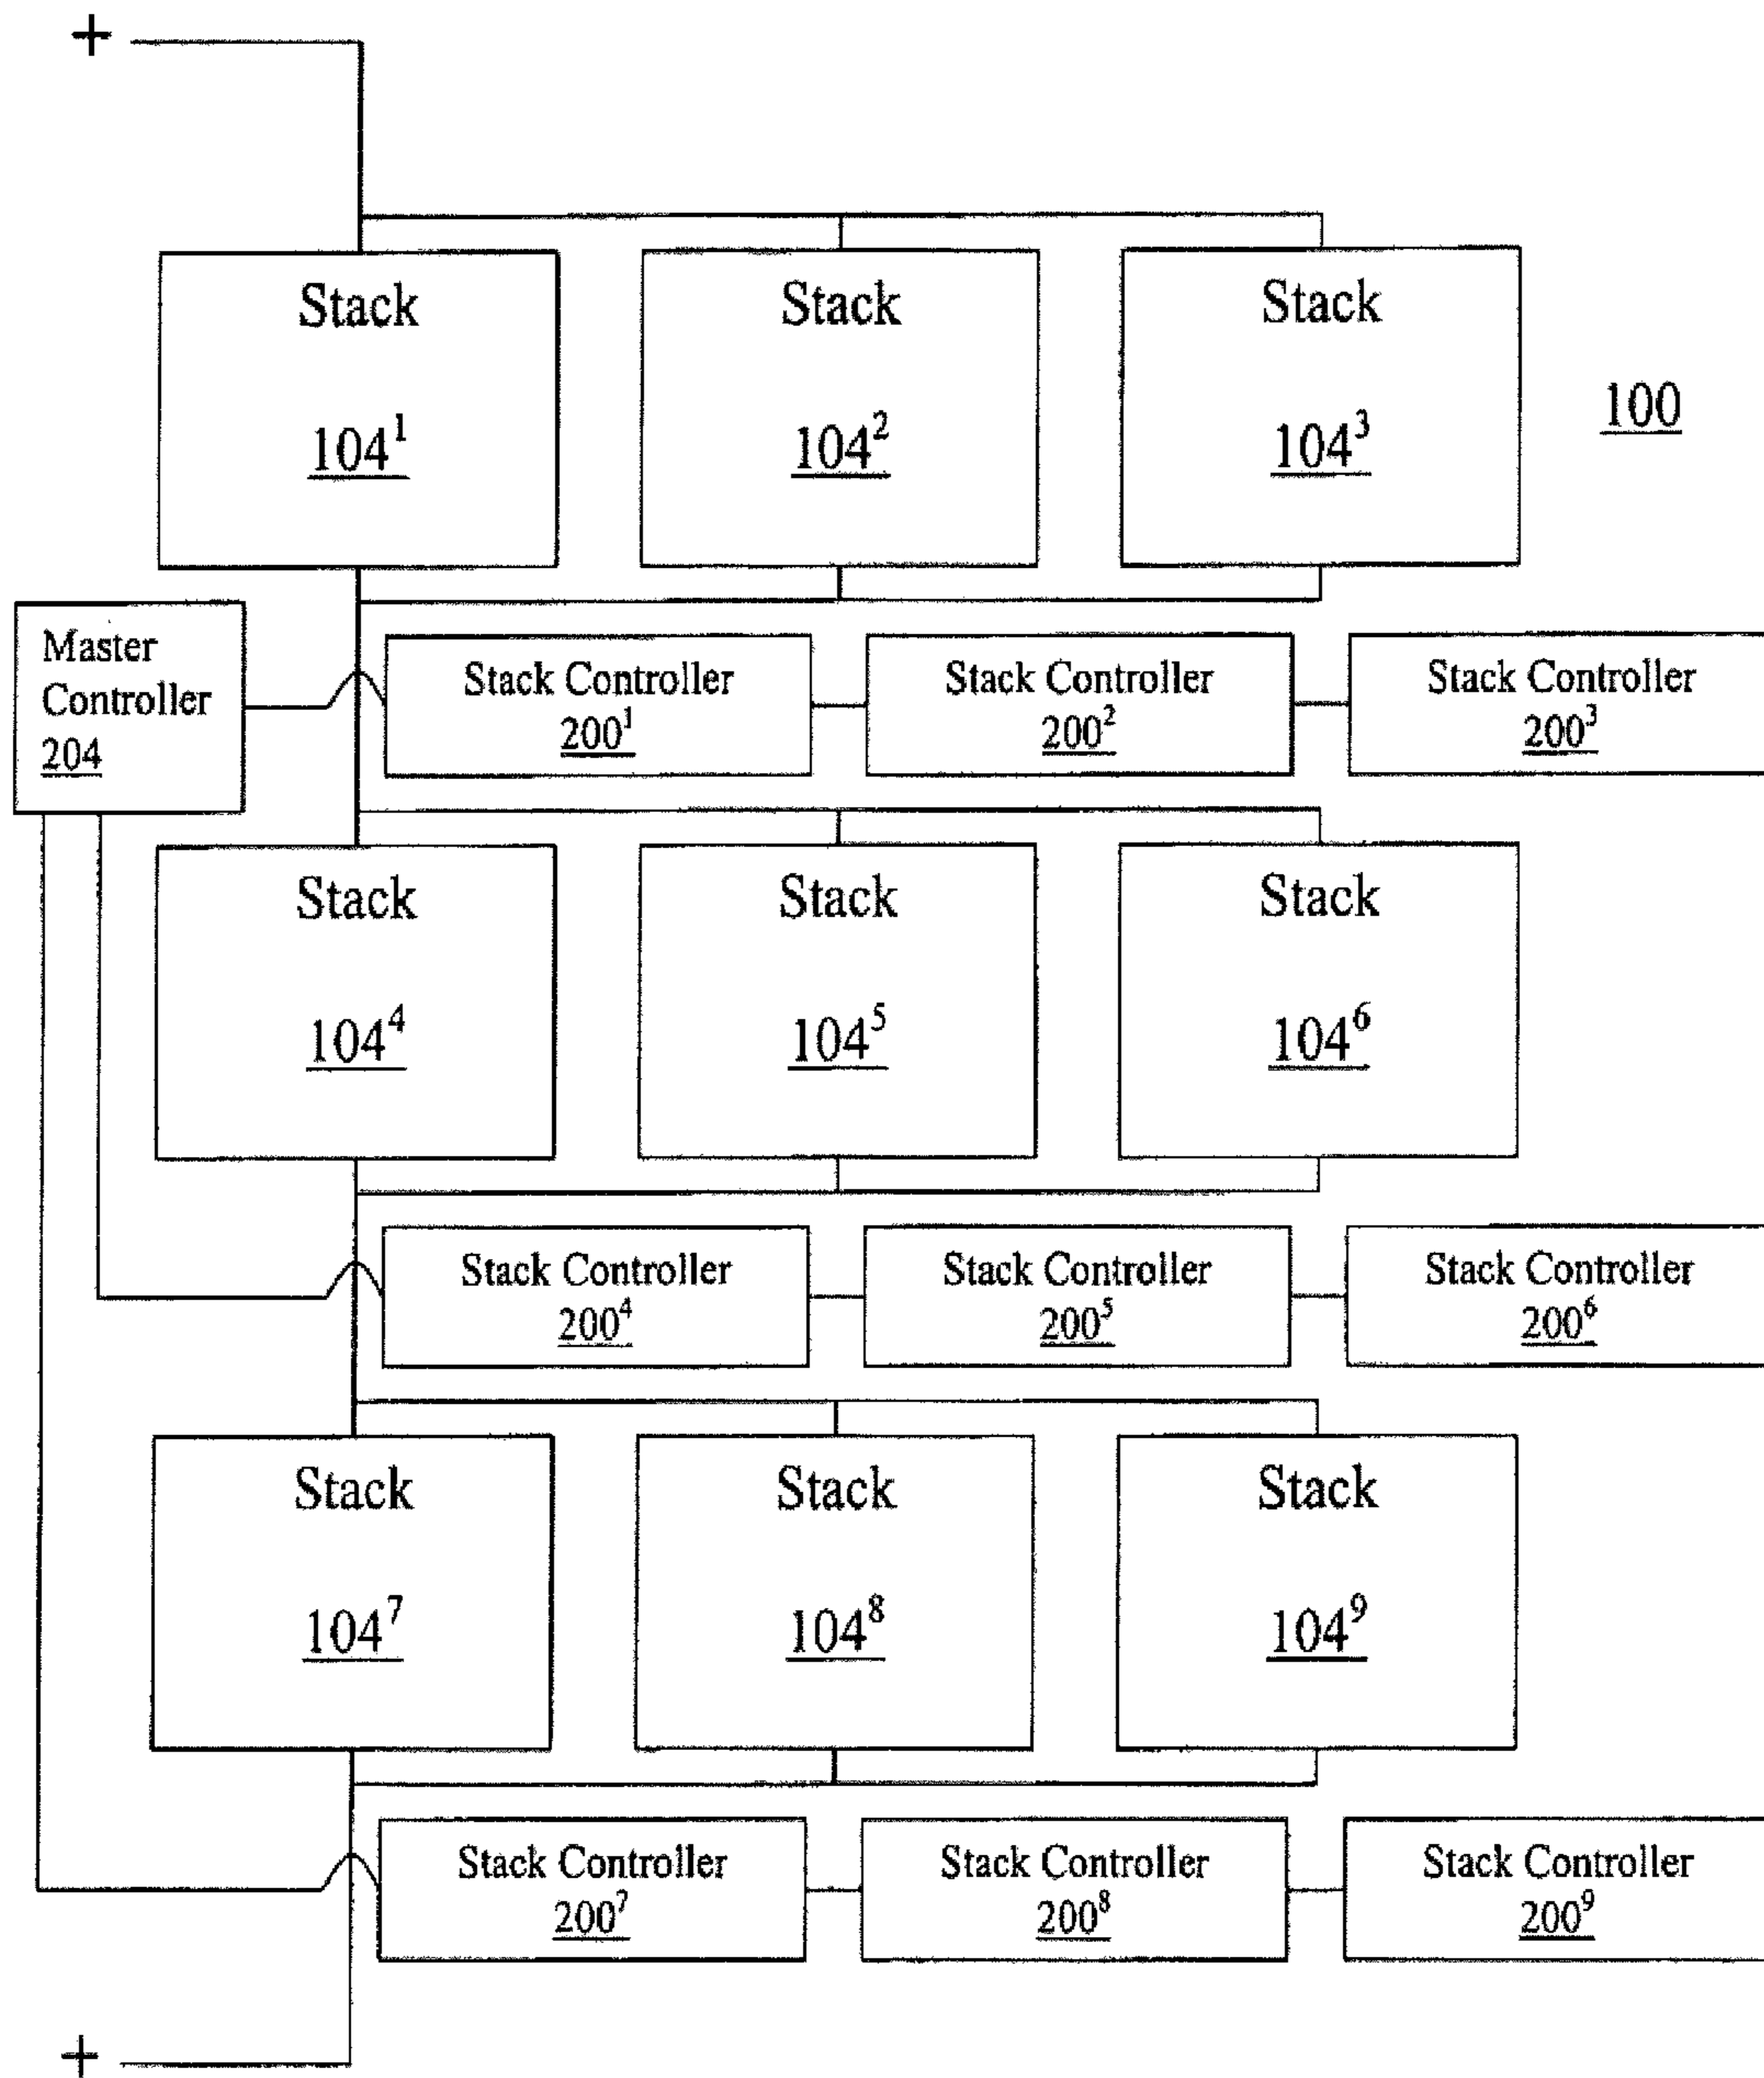 +
Stack Stack Stack
104¹ 104² 104³
100
Master
Controller
204
Stack Controller
200¹
Stack Controller
200²
Stack Controller
200³
Stack Stack Stack
104⁴ 104⁵ 104⁶
Stack Controller
200⁴
Stack Controller
200⁵
Stack Controller
200⁶
Stack Stack Stack
104⁷ 104⁸ 104⁹
Stack Controller
200⁷
Stack Controller
200⁸
Stack Controller
200⁹
+